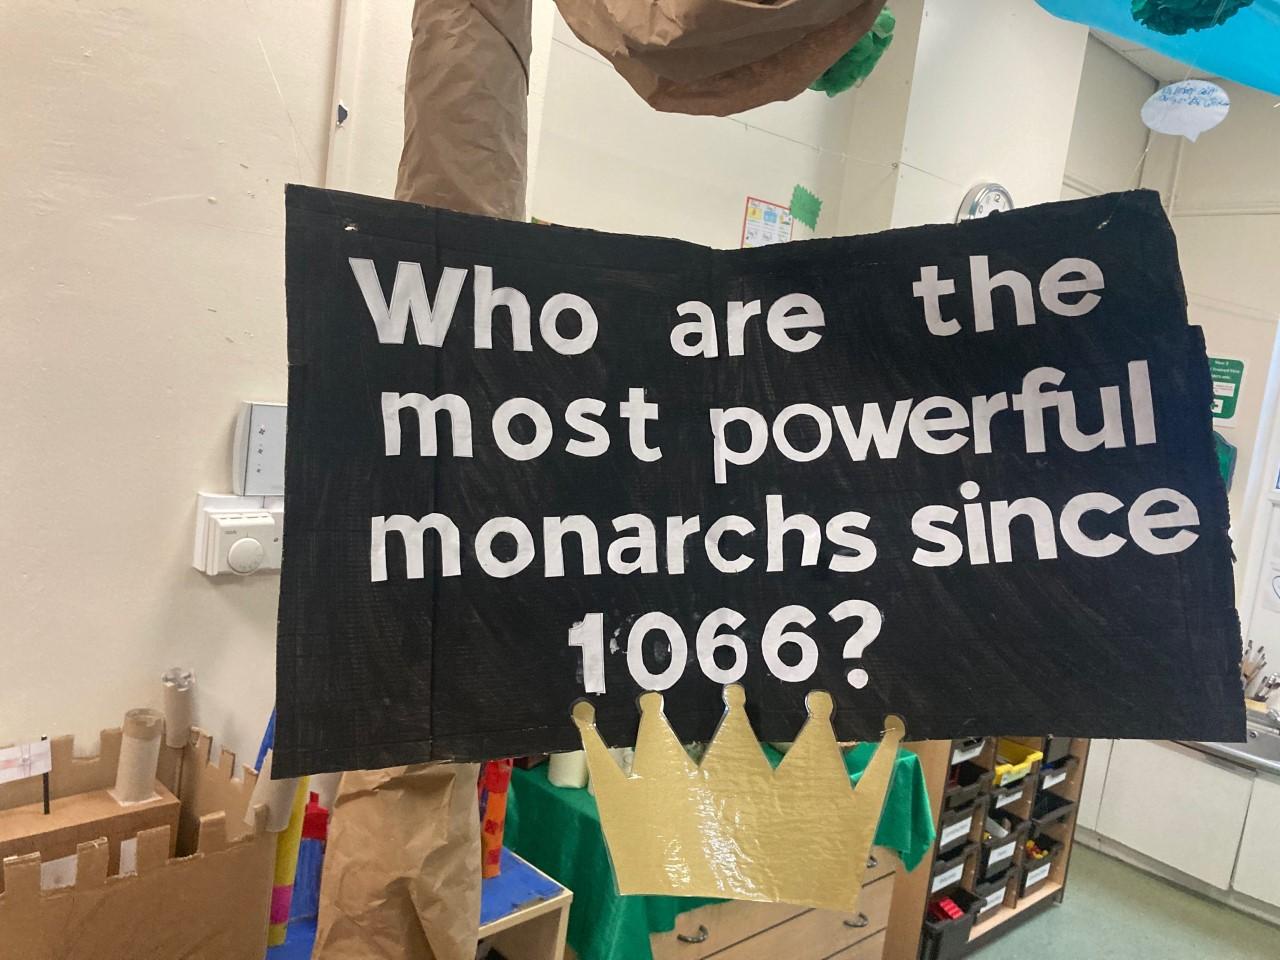 Who are the
most powerful
monarchs since
1066?